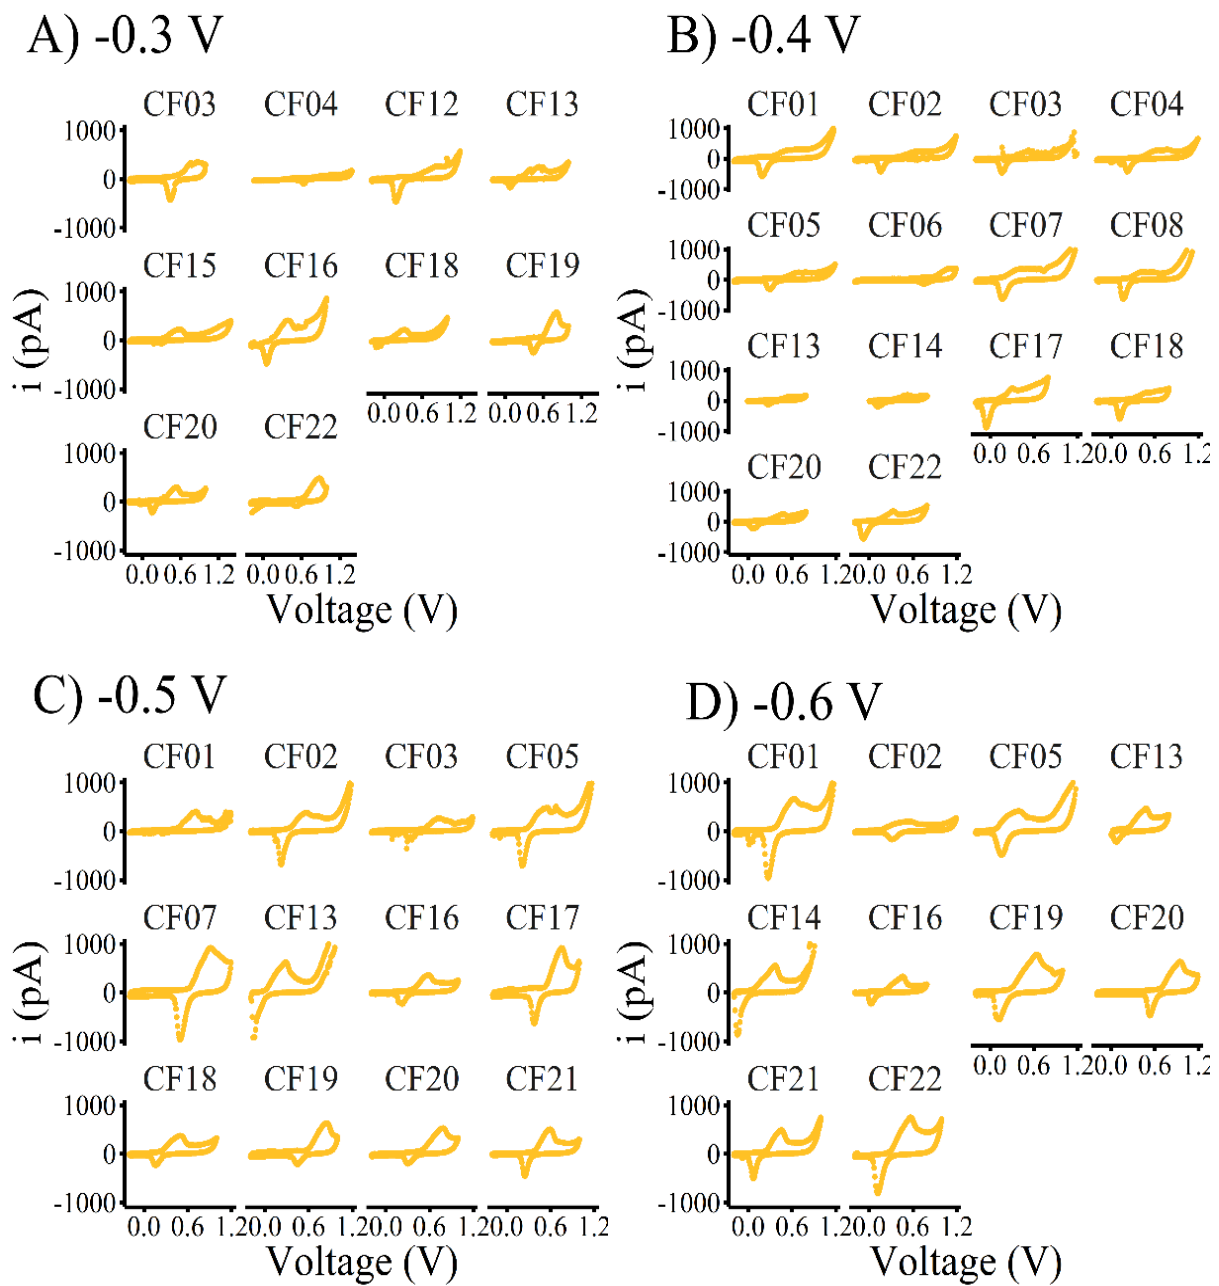 A) -0.3 V
CF03 CF04 CF12 CF13
1000
0
-1000
CF15 CF16 CF18 CF19
1000
0
-1000
0.0 0.6 1.2 0.0 0.6 1.2
CF20 CF22
1000
0
-1000
0.0 0.6 1.2 0.0 0.6 1.2
i (pA)
Voltage (V)
B) -0.4 V
CF01 CF02 CF03 CF04
1000
0
-1000
CF05 CF06 CF07 CF08
1000
0
-1000
CF13 CF14 CF17 CF18
1000
0
-1000
0.0 0.6 1.20.0 0.6 1.2
CF20 CF22
1000
0
-1000
0.0 0.6 1.20.0 0.6 1.2
i (pA)
Voltage (V)
C) -0.5 V
CF01 CF02 CF03 CF05
1000
0
-1000
CF07 CF13 CF16 CF17
1000
0
-1000
CF18 CF19 CF20 CF21
1000
0
-1000
0.0 0.6 1.20.0 0.6 1.20.0 0.6 1.20.0 0.6 1.2
i (pA)
Voltage (V)
D) -0.6 V
CF01 CF02 CF05 CF13
1000
0
-1000
CF14 CF16 CF19 CF20
1000
0
-1000
0.0 0.6 1.20.0 0.6 1.2
CF21 CF22
1000
0
-1000
0.0 0.6 1.20.0 0.6 1.2
i (pA)
Voltage (V)